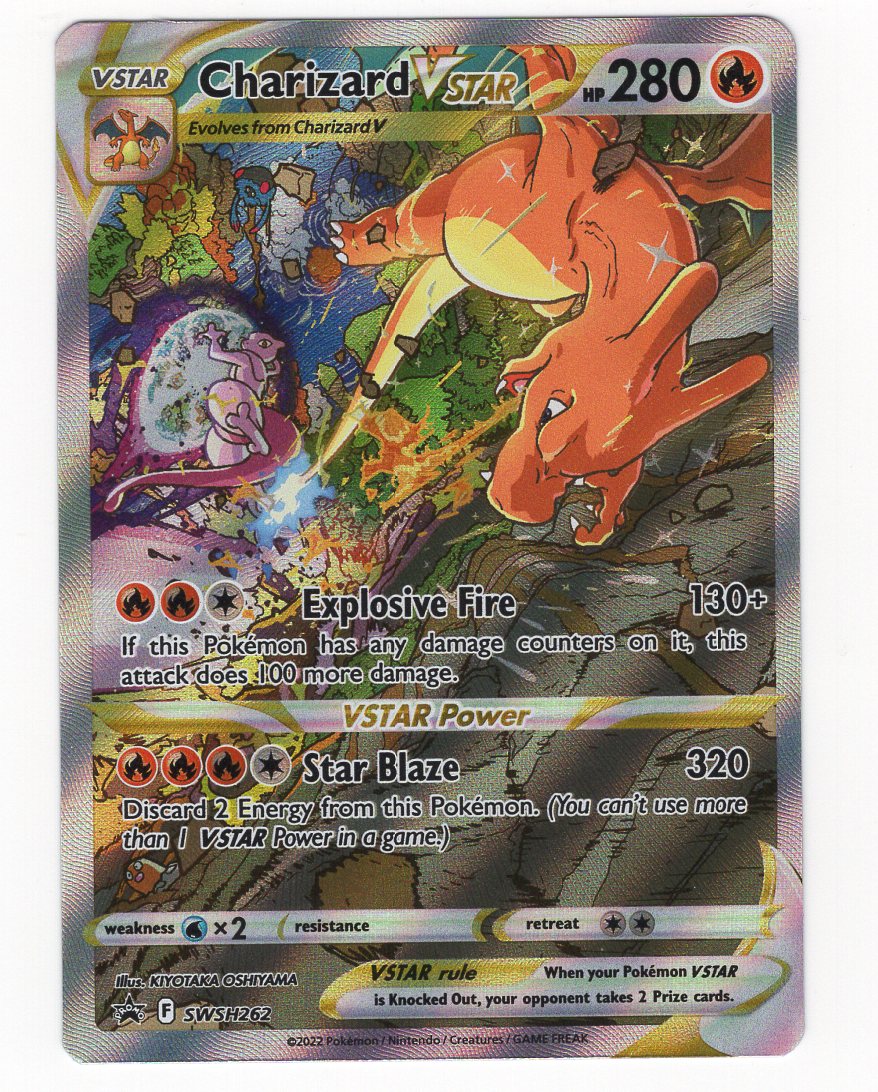 VSTAR
Charizard VSTAR
HP 280
Evolves from Charizard V
Explosive Fire 130+
If this Pokémon has any damage counters on it, this
attack does 100 more damage.
VSTAR Power
Star Blaze 320
Discard 2 Energy from this Pokémon. (You can't use more
than 1 VSTAR Power in a game.)
weakness ×2 resistance retreat
Illus. KIYOTAKA OSHIYAMA
VSTAR rule When your Pokémon VSTAR
is Knocked Out, your opponent takes 2 Prize cards.
PROMO F SWSH262
©2022 Pokémon / Nintendo / Creatures / GAME FREAK